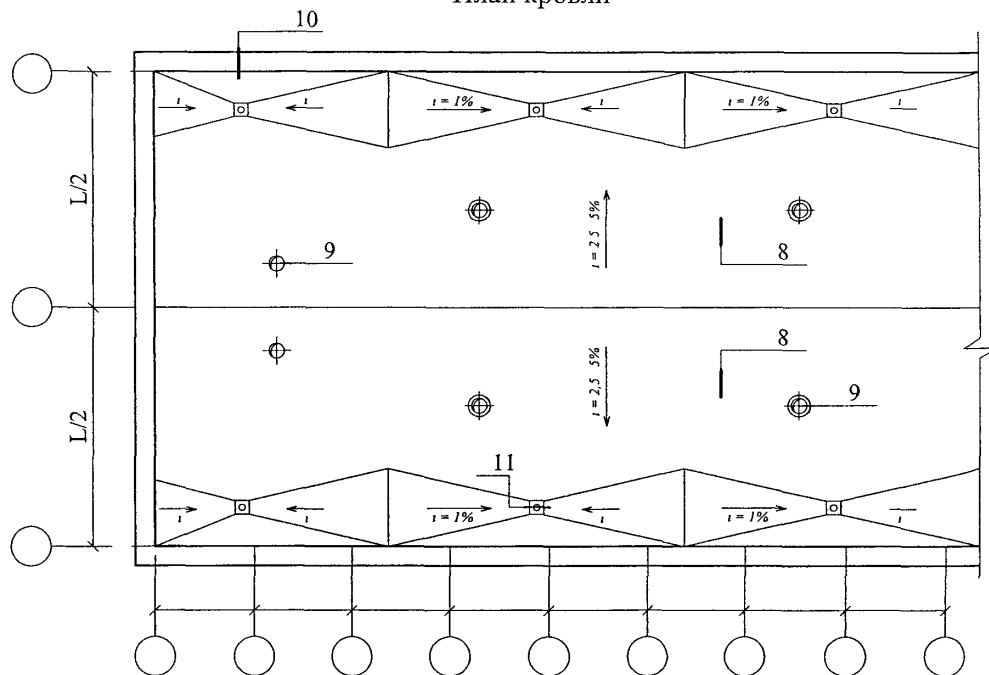 План кровли
10
ı ı ı = 1% ı ı = 1% ı
L/2
ı = 2 5 5%
9
8
8
ı = 2,5 5%
9
L/2
11
ı ı ı = 1% ı ı = 1% ı